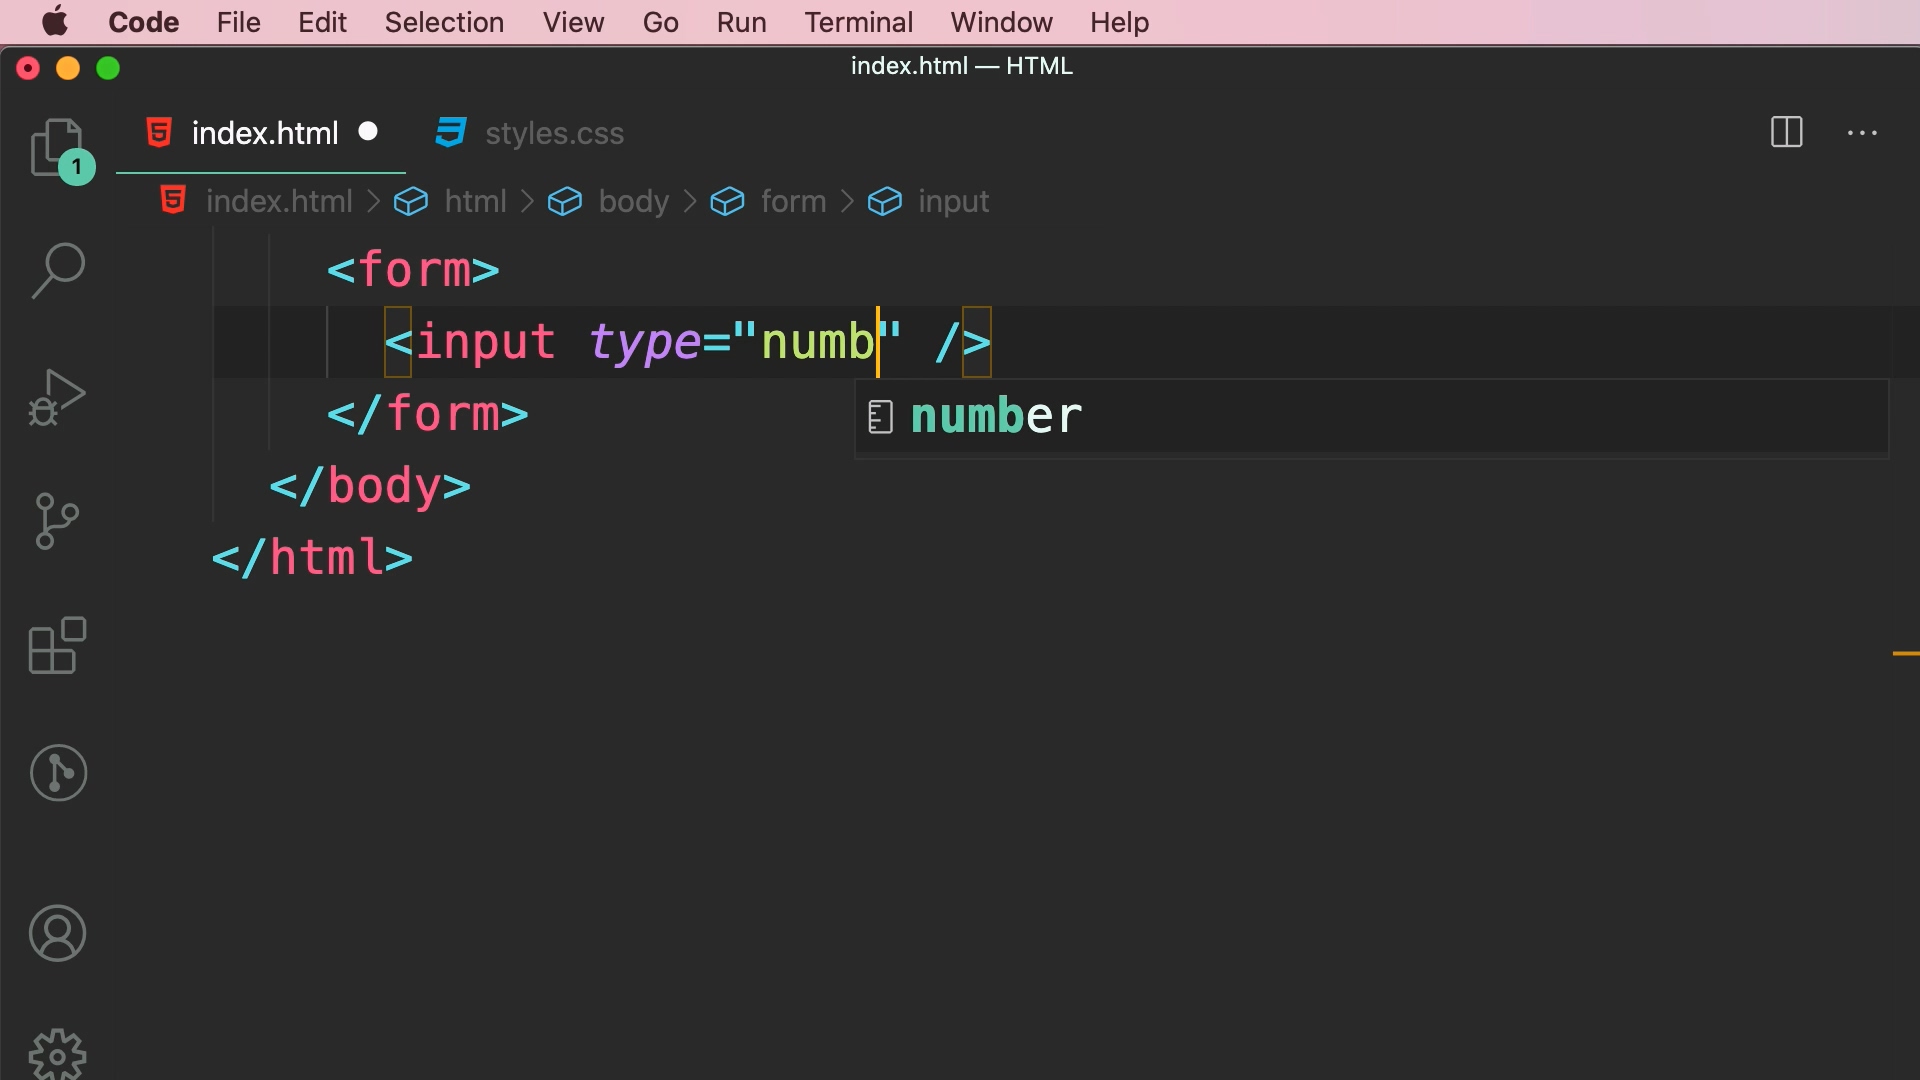 Code File Edit Selection View Go Run Terminal Window Help
index.html — HTML
1
index.html styles.css
index.html > html > body > form > input
<form>
<input type="numb" />
number
</form>
</body>
</html>